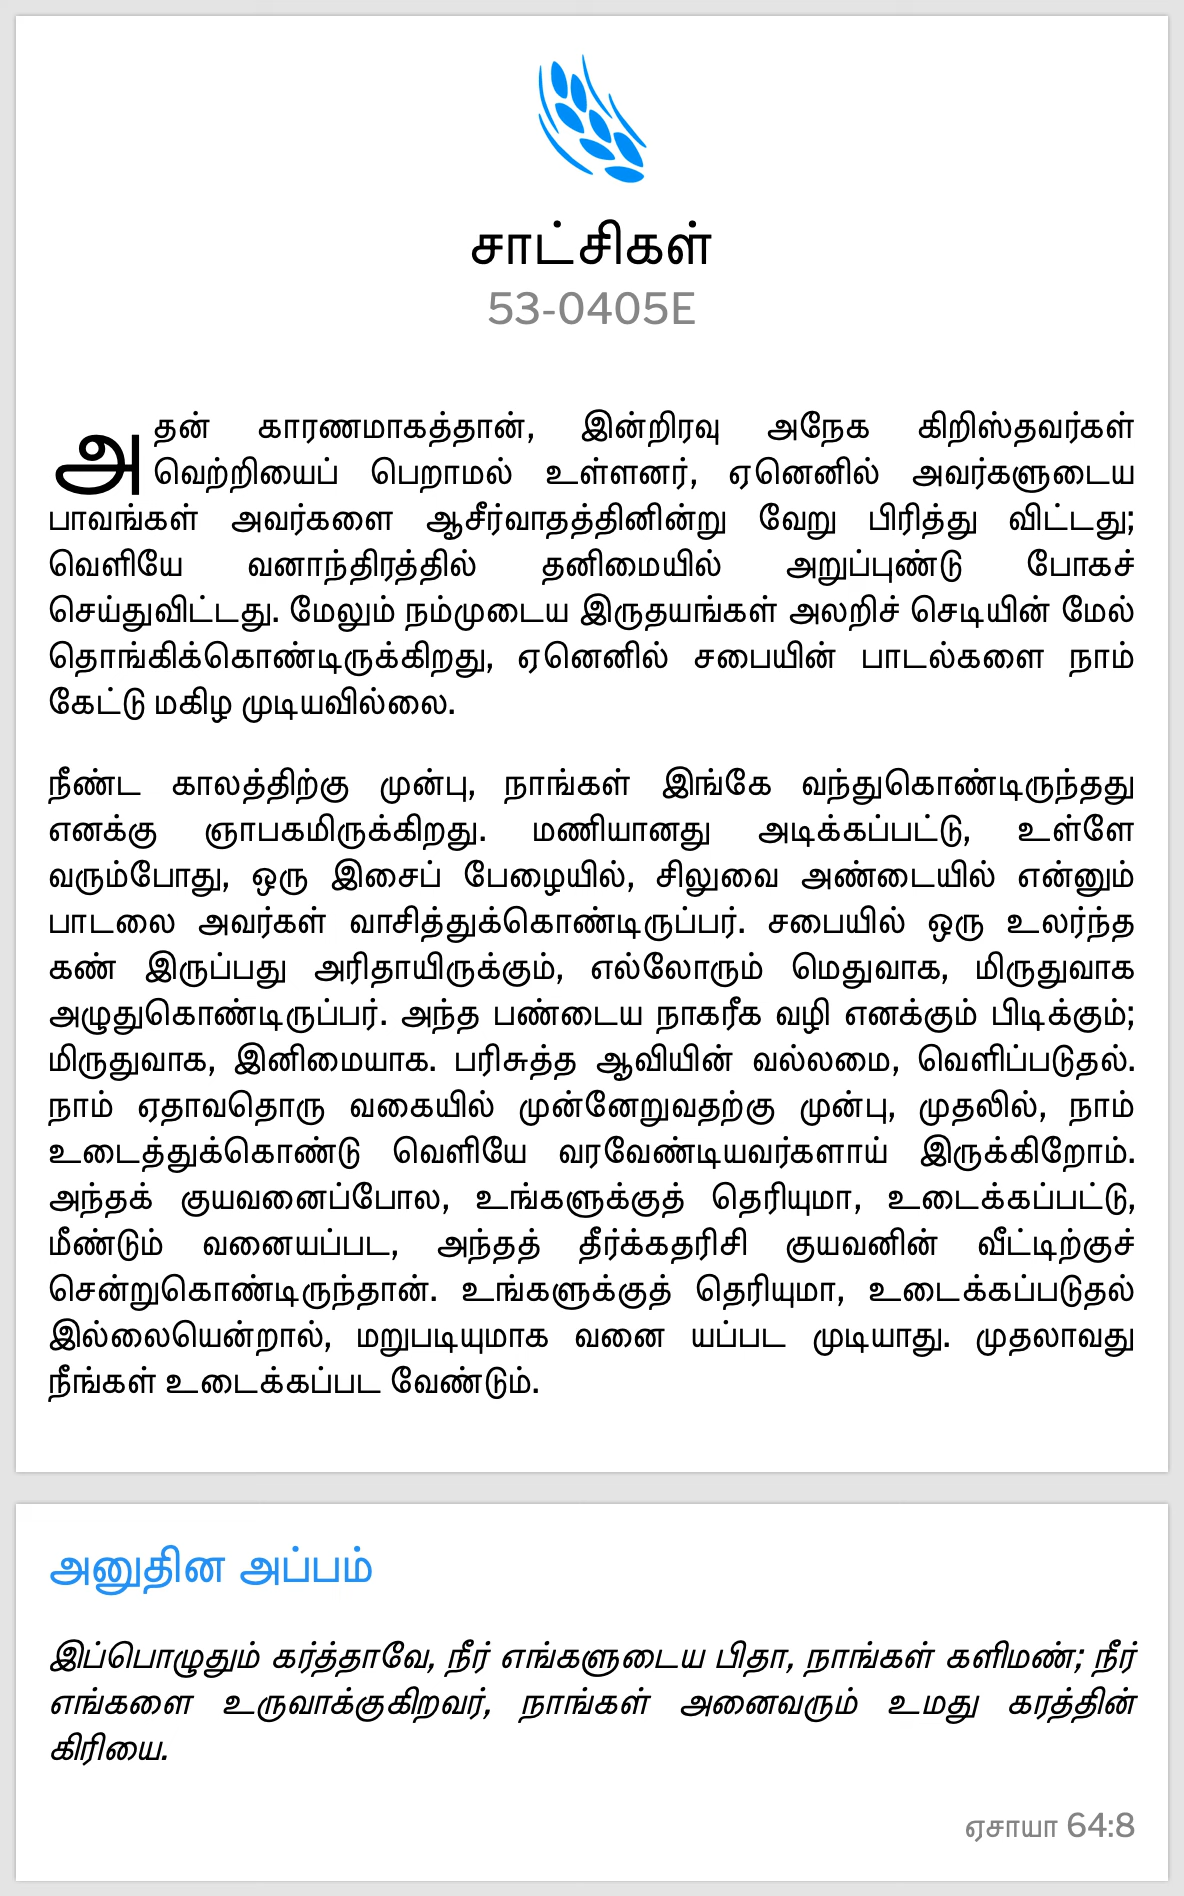 சாட்சிகள்
53-0405E
அதன் காரணமாகத்தான், இன்றிரவு அநேக கிறிஸ்தவர்கள்
வெற்றியைப் பெறாமல் உள்ளனர், ஏனெனில் அவர்களுடைய
பாவங்கள் அவர்களை ஆசீர்வாதத்தினின்று வேறு பிரித்து விட்டது;
வெளியே வனாந்திரத்தில் தனிமையில் அறுப்புண்டு போகச்
செய்துவிட்டது. மேலும் நம்முடைய இருதயங்கள் அலறிச் செடியின் மேல்
தொங்கிக்கொண்டிருக்கிறது, ஏனெனில் சபையின் பாடல்களை நாம்
கேட்டு மகிழ முடியவில்லை.
நீண்ட காலத்திற்கு முன்பு, நாங்கள் இங்கே வந்துகொண்டிருந்தது
எனக்கு ஞாபகமிருக்கிறது. மணியானது அடிக்கப்பட்டு, உள்ளே
வரும்போது, ஒரு இசைப் பேழையில், சிலுவை அண்டையில் என்னும்
பாடலை அவர்கள் வாசித்துக்கொண்டிருப்பர். சபையில் ஒரு உலர்ந்த
கண் இருப்பது அரிதாயிருக்கும், எல்லோரும் மெதுவாக, மிருதுவாக
அழுதுகொண்டிருப்பர். அந்த பண்டைய நாகரீக வழி எனக்கும் பிடிக்கும்;
மிருதுவாக, இனிமையாக. பரிசுத்த ஆவியின் வல்லமை, வெளிப்படுதல்.
நாம் ஏதாவதொரு வகையில் முன்னேறுவதற்கு முன்பு, முதலில், நாம்
உடைத்துக்கொண்டு வெளியே வரவேண்டியவர்களாய் இருக்கிறோம்.
அந்தக் குயவனைப்போல, உங்களுக்குத் தெரியுமா, உடைக்கப்பட்டு,
மீண்டும் வனையப்பட, அந்தத் தீர்க்கதரிசி குயவனின் வீட்டிற்குச்
சென்றுகொண்டிருந்தான். உங்களுக்குத் தெரியுமா, உடைக்கப்படுதல்
இல்லையென்றால், மறுபடியுமாக வனை யப்பட முடியாது. முதலாவது
நீங்கள் உடைக்கப்பட வேண்டும்.
அனுதின அப்பம்
இப்பொழுதும் கர்த்தாவே, நீர் எங்களுடைய பிதா, நாங்கள் களிமண்; நீர்
எங்களை உருவாக்குகிறவர், நாங்கள் அனைவரும் உமது கரத்தின்
கிரியை.
ஏசாயா 64:8